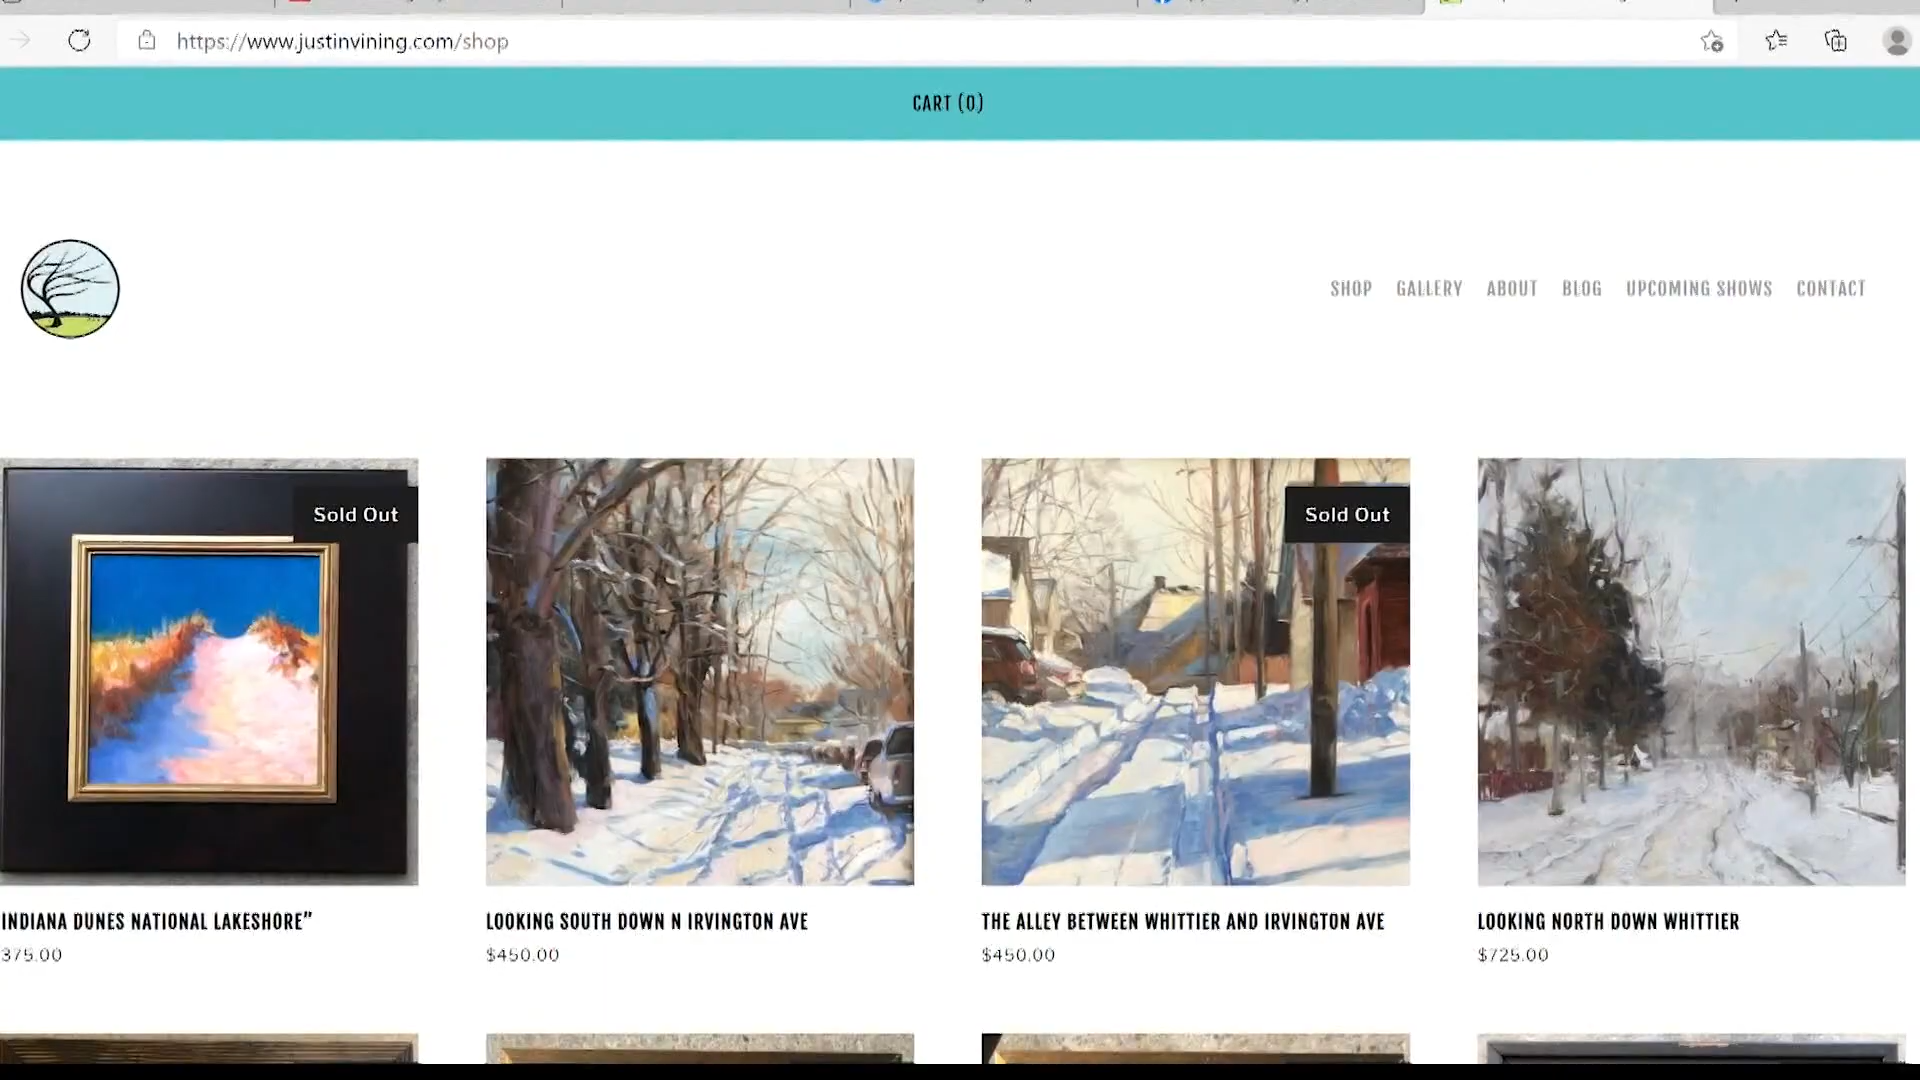 https://www.justinvining.com/shop
CART (0)
SHOP GALLERY ABOUT BLOG UPCOMING SHOWS CONTACT
Sold Out
Sold Out
INDIANA DUNES NATIONAL LAKESHORE”
LOOKING SOUTH DOWN N IRVINGTON AVE
THE ALLEY BETWEEN WHITTIER AND IRVINGTON AVE
LOOKING NORTH DOWN WHITTIER
375.00
$450.00
$450.00
$725.00